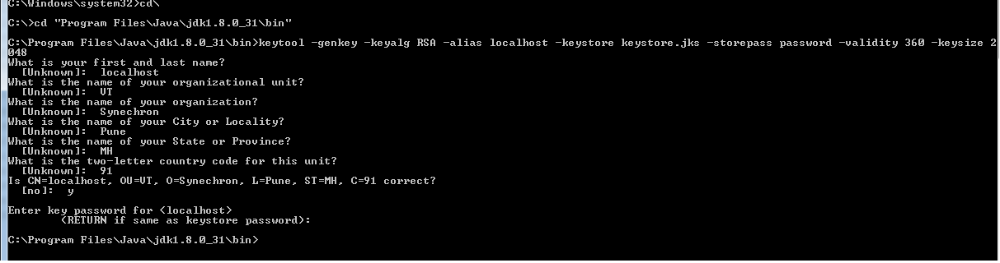 C:\Windows\system32>cd\
C:\>cd "Program Files\Java\jdk1.8.0_31\bin"
C:\Program Files\Java\jdk1.8.0_31\bin>keytool -genkey -keyalg RSA -alias localhost -keystore keystore.jks -storepass password -validity 360 -keysize 2
048
What is your first and last name?
  [Unknown]:  localhost
What is the name of your organizational unit?
  [Unknown]:  VT
What is the name of your organization?
  [Unknown]:  Synechron
What is the name of your City or Locality?
  [Unknown]:  Pune
What is the name of your State or Province?
  [Unknown]:  MH
What is the two-letter country code for this unit?
  [Unknown]:  91
Is CN=localhost, OU=VT, O=Synechron, L=Pune, ST=MH, C=91 correct?
  [no]:  y
Enter key password for <localhost>
        (RETURN if same as keystore password):
C:\Program Files\Java\jdk1.8.0_31\bin>